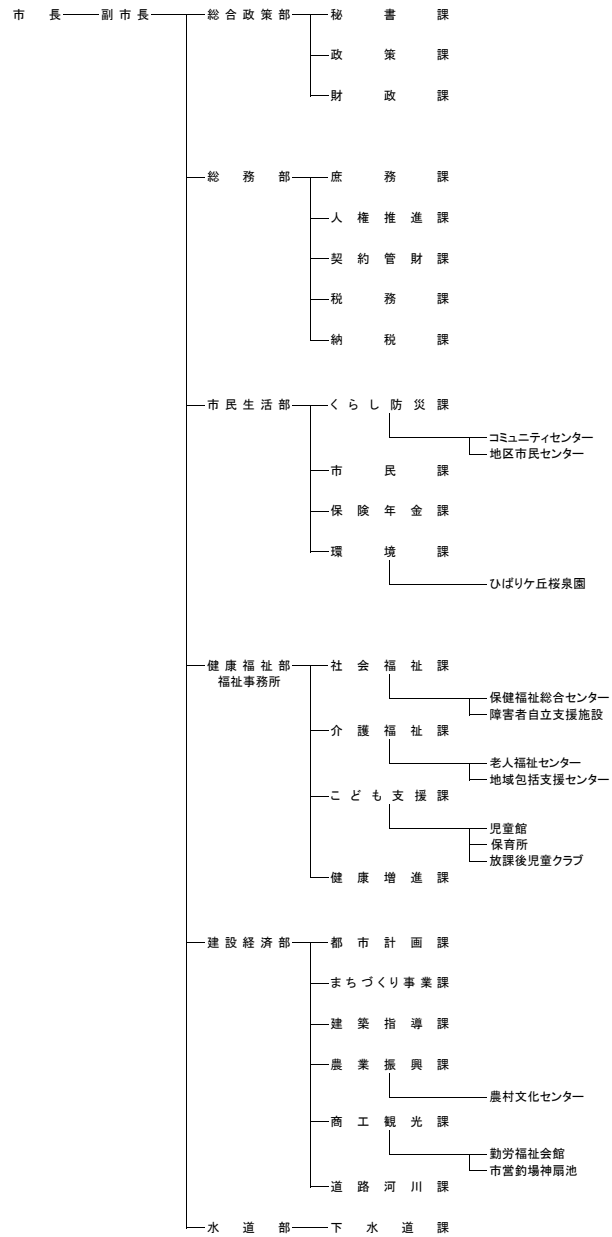 市長 副市長 総合政策部 秘書課
政策課
財政課
総務部 庶務課
人権推進課
契約管財課
税務課
納税課
市民生活部 くらし防災課
コミュニティセンター
地区市民センター
市民課
保険年金課
環境課
ひばりケ丘桜泉園
健康福祉部 社会福祉課
福祉事務所
保健福祉総合センター
障害者自立支援施設
介護福祉課
老人福祉センター
地域包括支援センター
こども支援課
児童館
保育所
放課後児童クラブ
健康増進課
建設経済部 都市計画課
まちづくり事業課
建築指導課
農業振興課
農村文化センター
商工観光課
勤労福祉会館
市営釣場神扇池
道路河川課
水道部 下水道課